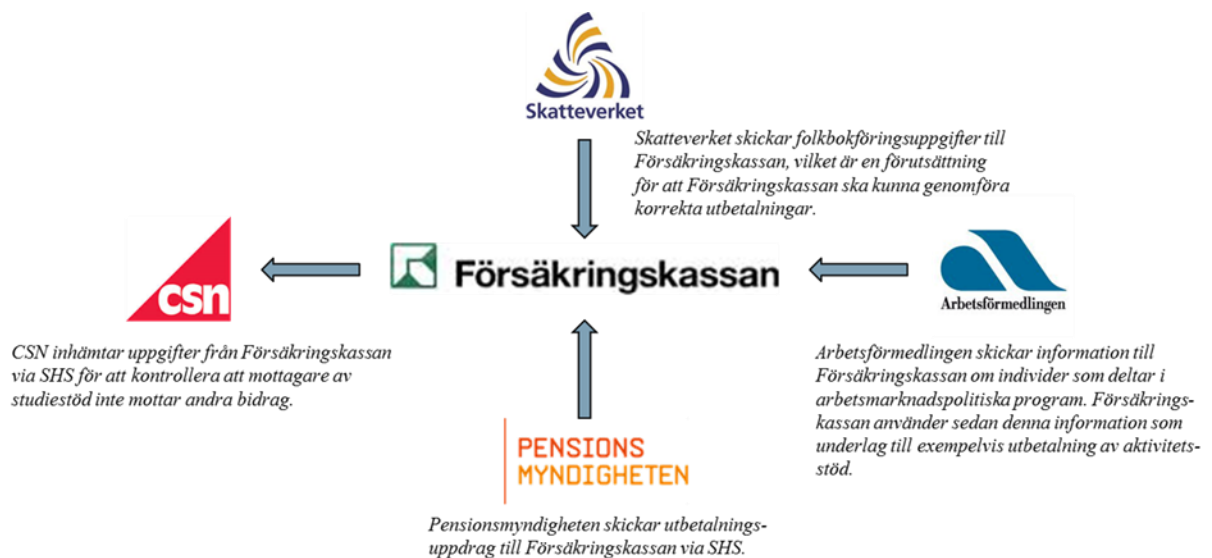 Skatteverket
Skatteverket skickar folkbokföringsuppgifter till
Försäkringskassan, vilket är en förutsättning
för att Försäkringskassan ska kunna genomföra
korrekta utbetalningar.
csn
Försäkringskassan
Arbetsförmedlingen
CSN inhämtar uppgifter från Försäkringskassan
via SHS för att kontrollera att mottagare av
studiestöd inte mottar andra bidrag.
Arbetsförmedlingen skickar information till
Försäkringskassan om individer som deltar i
arbetsmarknadspolitiska program. Försäkrings-
kassan använder sedan denna information som
underlag till exempelvis utbetalning av aktivitets-
stöd.
PENSIONS
MYNDIGHETEN
Pensionsmyndigheten skickar utbetalnings-
uppdrag till Försäkringskassan via SHS.